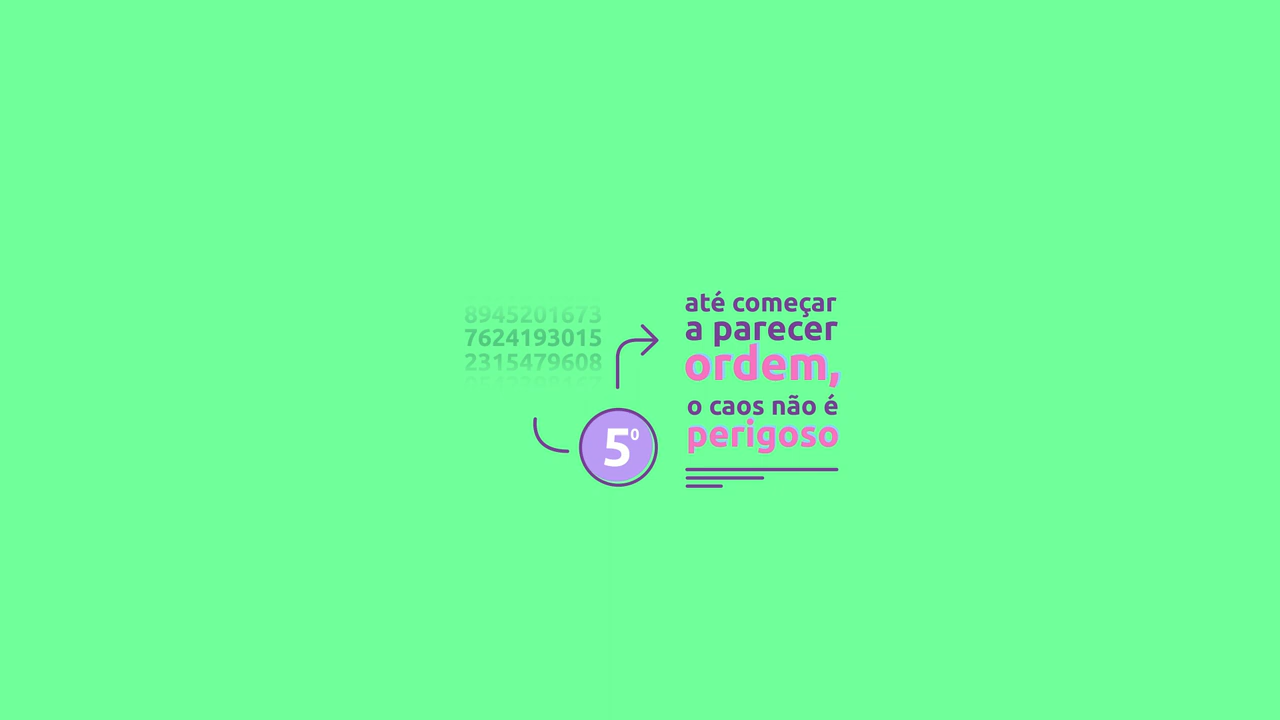 8945201673
7624193015
2315479608
5º
até começar
a parecer
ordem,
o caos não é
perigoso